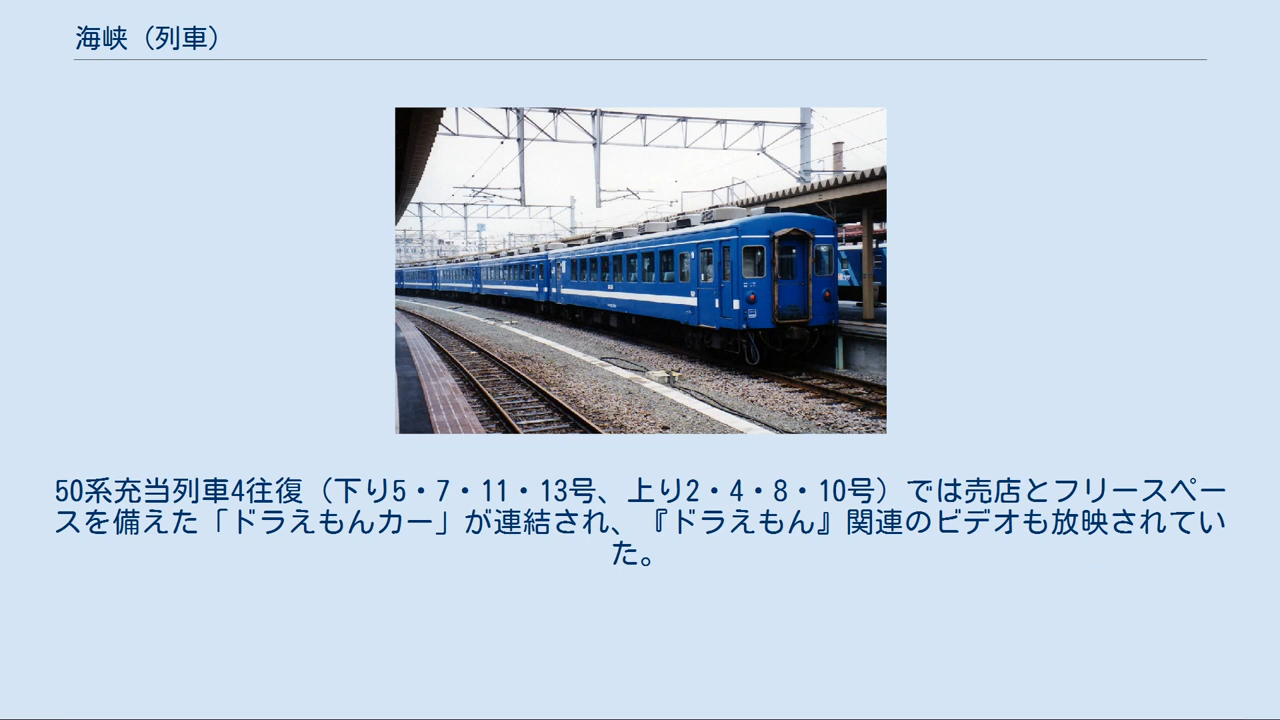 海峡（列車）
50系充当列車4往復（下り5・7・11・13号、上り2・4・8・10号）では売店とフリースペー
スを備えた「ドラえもんカー」が連結され、『ドラえもん』関連のビデオも放映されてい
た。